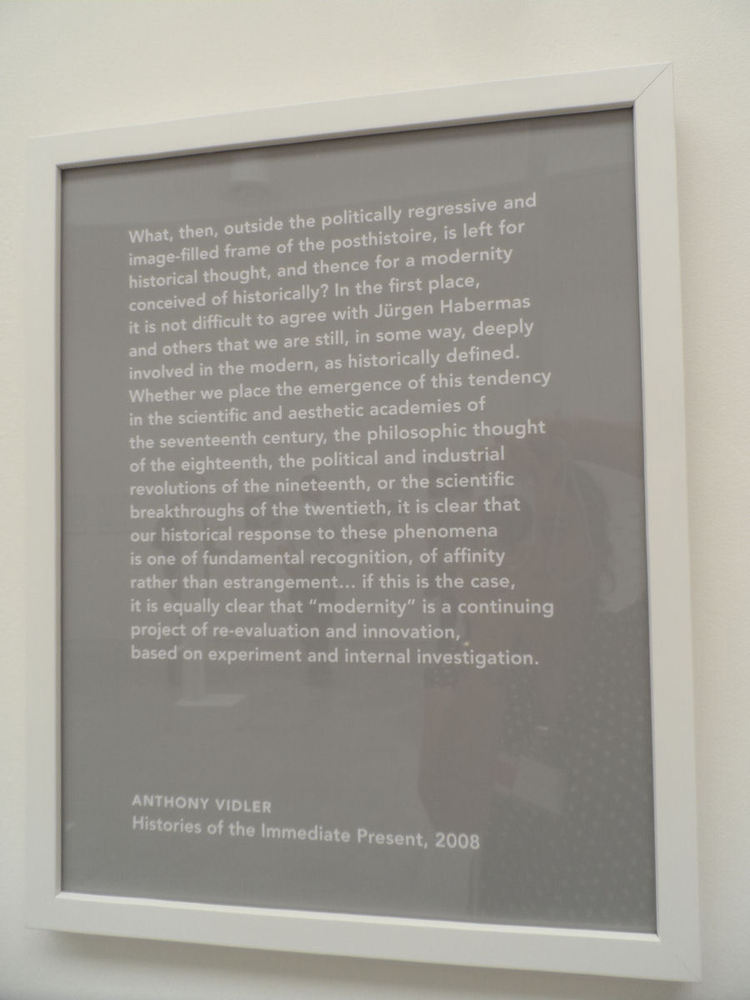 What, then, outside the politically regressive and
image-filled frame of the posthistoire, is left for
historical thought, and thence for a modernity
conceived of historically? In the first place,
it is not difficult to agree with Jürgen Habermas
and others that we are still, in some way, deeply
involved in the modern, as historically defined.
Whether we place the emergence of this tendency
in the scientific and aesthetic academies of
the seventeenth century, the philosophic thought
of the eighteenth, the political and industrial
revolutions of the nineteenth, or the scientific
breakthroughs of the twentieth, it is clear that
our historical response to these phenomena
is one of fundamental recognition, of affinity
rather than estrangement... if this is the case,
it is equally clear that “modernity” is a continuing
project of re-evaluation and innovation,
based on experiment and internal investigation.
ANTHONY VIDLER
Histories of the Immediate Present, 2008